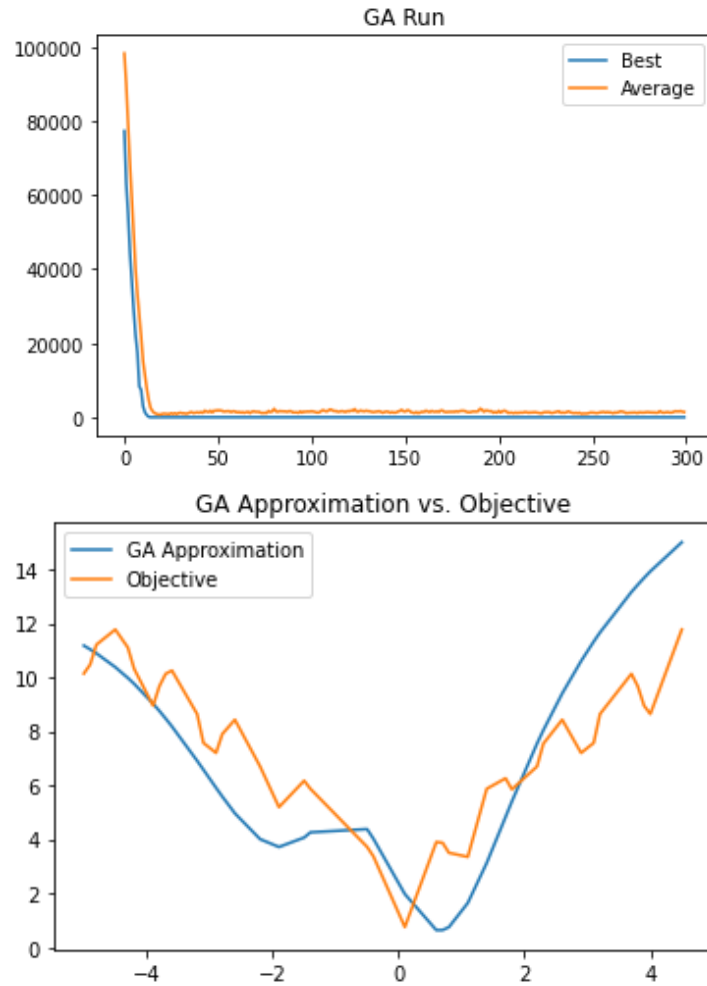 GA Run
100000
80000
60000
40000
20000
0
Best
Average
0 50 100 150 200 250 300
GA Approximation vs. Objective
GA Approximation
Objective
14
12
10
8
6
4
2
0
−4 −2 0 2 4